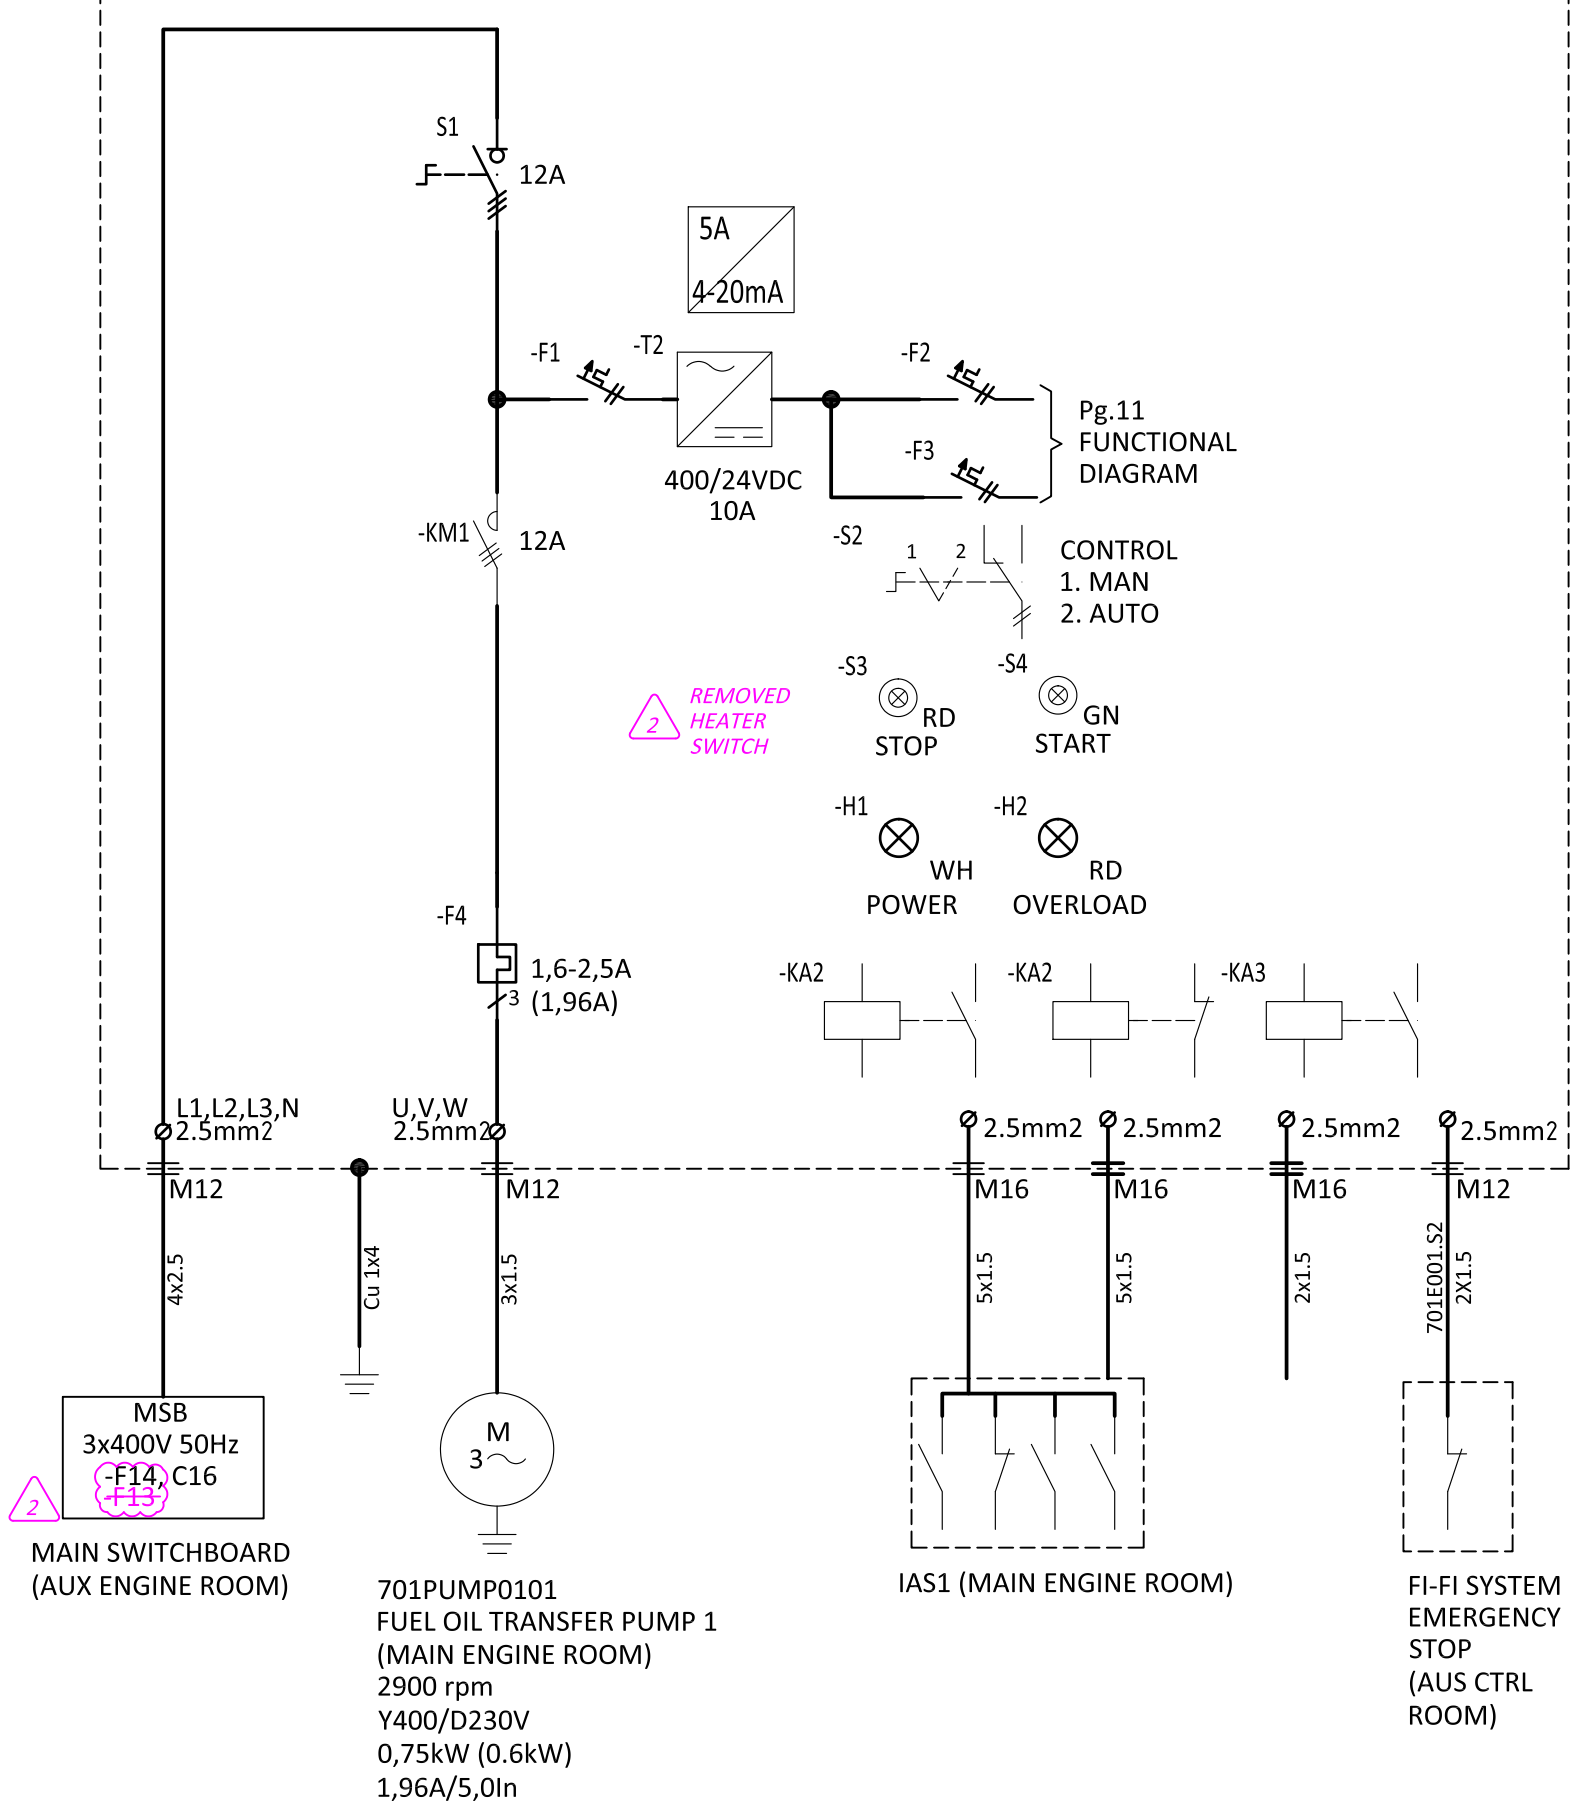 S1
12A
5A
4-20mA
-F1
-T2
-F2
Pg.11
FUNCTIONAL
DIAGRAM
-F3
400/24VDC
10A
-KM1
12A
-S2
1
2
CONTROL
1. MAN
2. AUTO
-S3
RD
STOP
-S4
GN
START
2
REMOVED
HEATER
SWITCH
-H1
WH
POWER
-H2
RD
OVERLOAD
-F4
1,6-2,5A
(1,96A)
3
-KA2
-KA2
-KA3
L1,L2,L3,N
2.5mm2
U,V,W
2.5mm2
2.5mm2
2.5mm2
2.5mm2
2.5mm2
M12
M12
M16
M16
M16
M12
4x2.5
Cu 1x4
3x1.5
5x1.5
5x1.5
2x1.5
701E001.S2
2X1.5
MSB
3x400V 50Hz
-F14, C16
-F13
2
MAIN SWITCHBOARD
(AUX ENGINE ROOM)
M
3
701PUMP0101
FUEL OIL TRANSFER PUMP 1
(MAIN ENGINE ROOM)
2900 rpm
Y400/D230V
0,75kW (0.6kW)
1,96A/5,0In
IAS1 (MAIN ENGINE ROOM)
FI-FI SYSTEM
EMERGENCY
STOP
(AUS CTRL
ROOM)